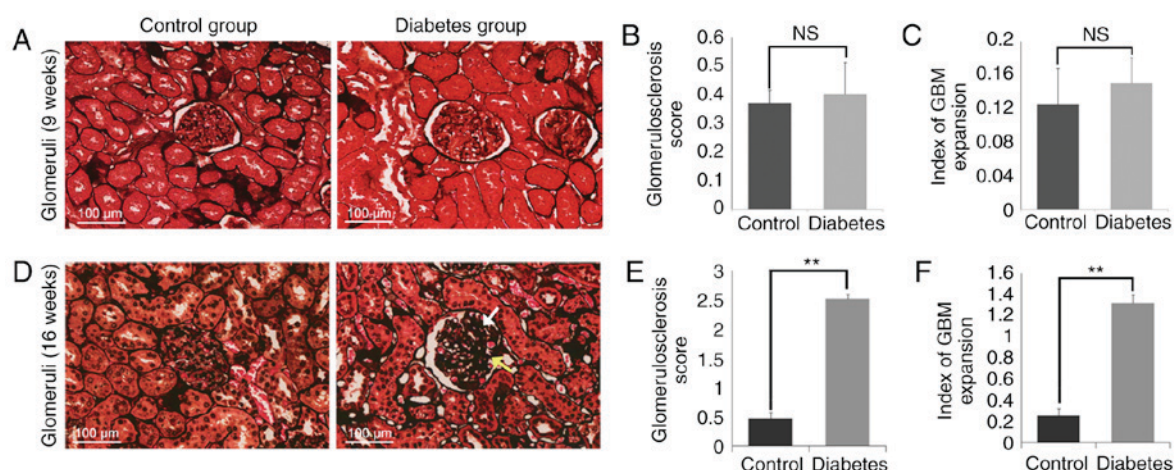 Control group
Diabetes group
A
Glomeruli (9 weeks)
100 µm
100 µm
B
Glomerulosclerosis
score
0.6
0.5
0.4
0.3
0.2
0.1
0
NS
Control Diabetes
C
Index of GBM
expansion
0.2
0.16
0.12
0.08
0.04
0
NS
Control Diabetes
D
Glomeruli (16 weeks)
100 µm
100 µm
E
Glomerulosclerosis
score
3
2.5
2
1.5
1
0.5
0
**
Control Diabetes
F
Index of GBM
expansion
1.6
1.4
1.2
1
0.8
0.6
0.4
0.2
0
**
Control Diabetes